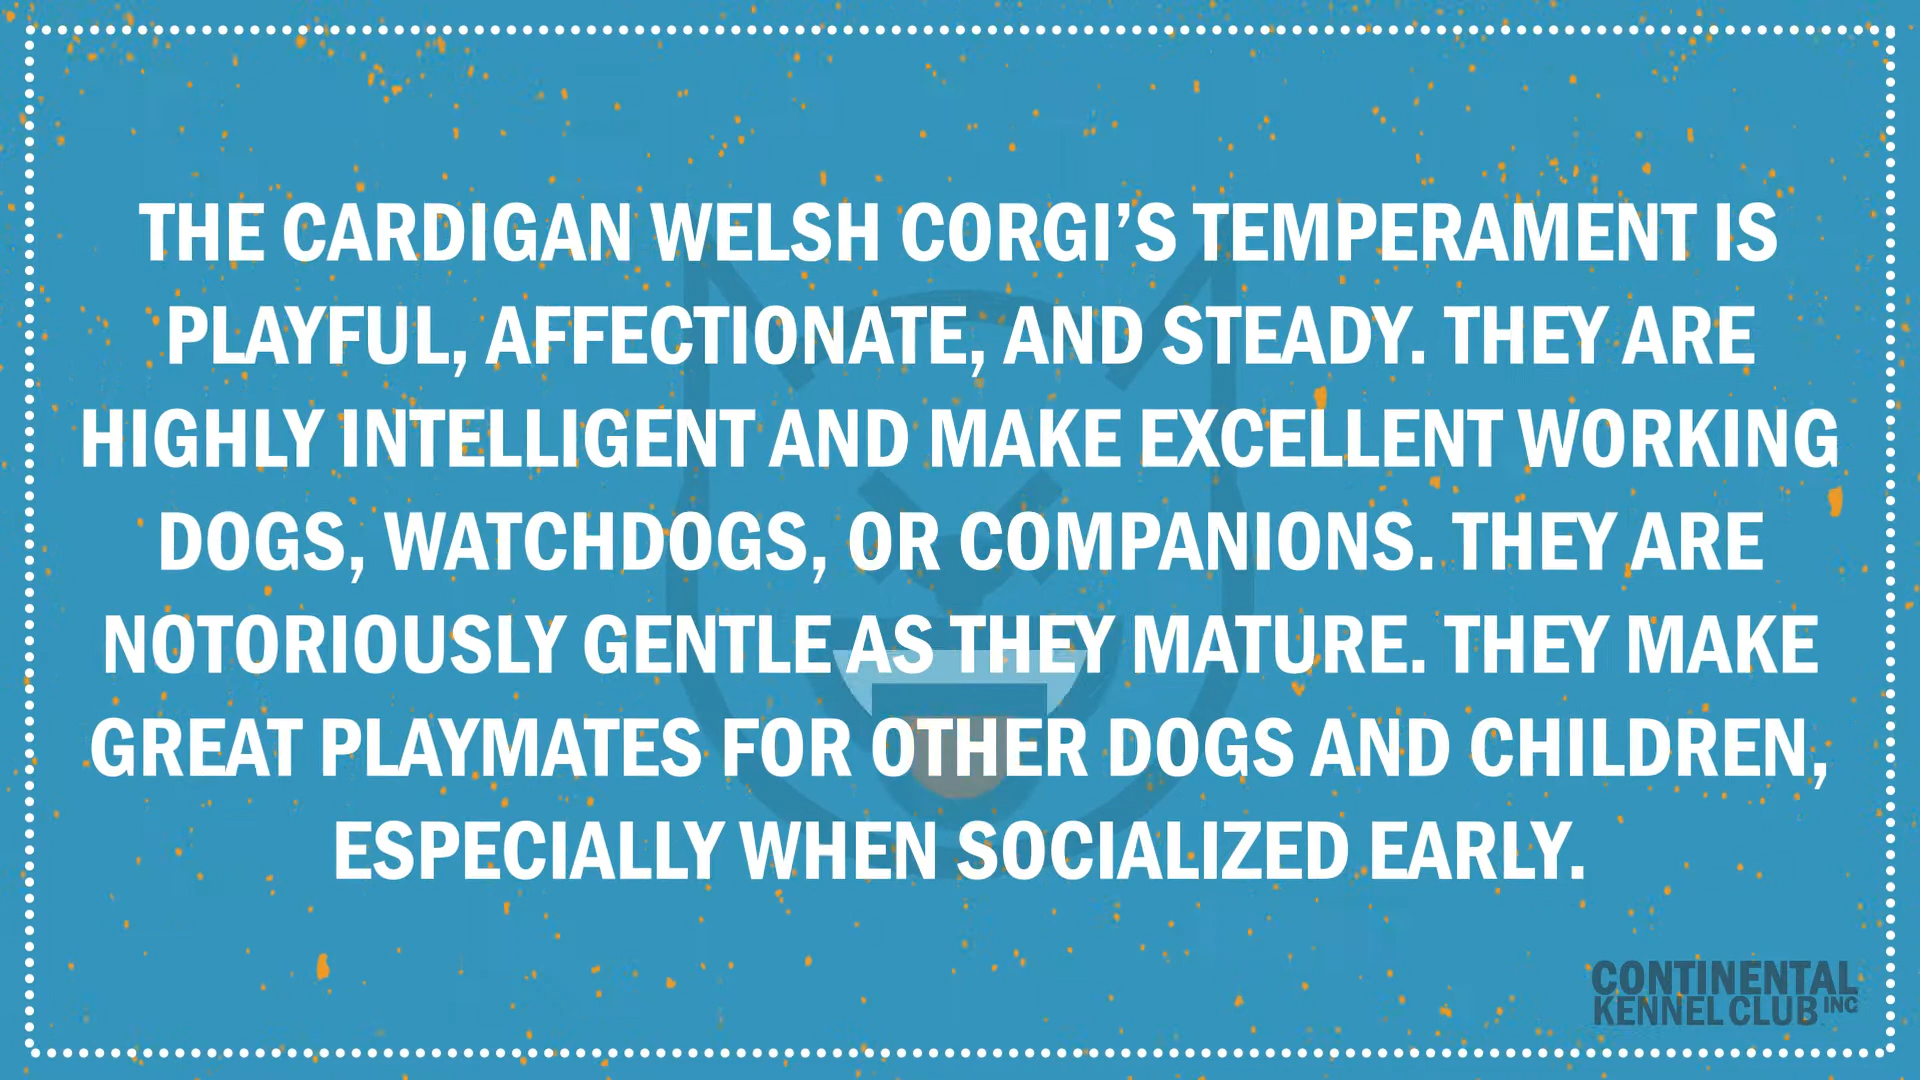 THE CARDIGAN WELSH CORGI’S TEMPERAMENT IS
PLAYFUL, AFFECTIONATE, AND STEADY. THEY ARE
HIGHLY INTELLIGENT AND MAKE EXCELLENT WORKING
DOGS, WATCHDOGS, OR COMPANIONS. THEY ARE
NOTORIOUSLY GENTLE AS THEY MATURE. THEY MAKE
GREAT PLAYMATES FOR OTHER DOGS AND CHILDREN,
ESPECIALLY WHEN SOCIALIZED EARLY.
CONTINENTAL
KENNEL CLUB INC